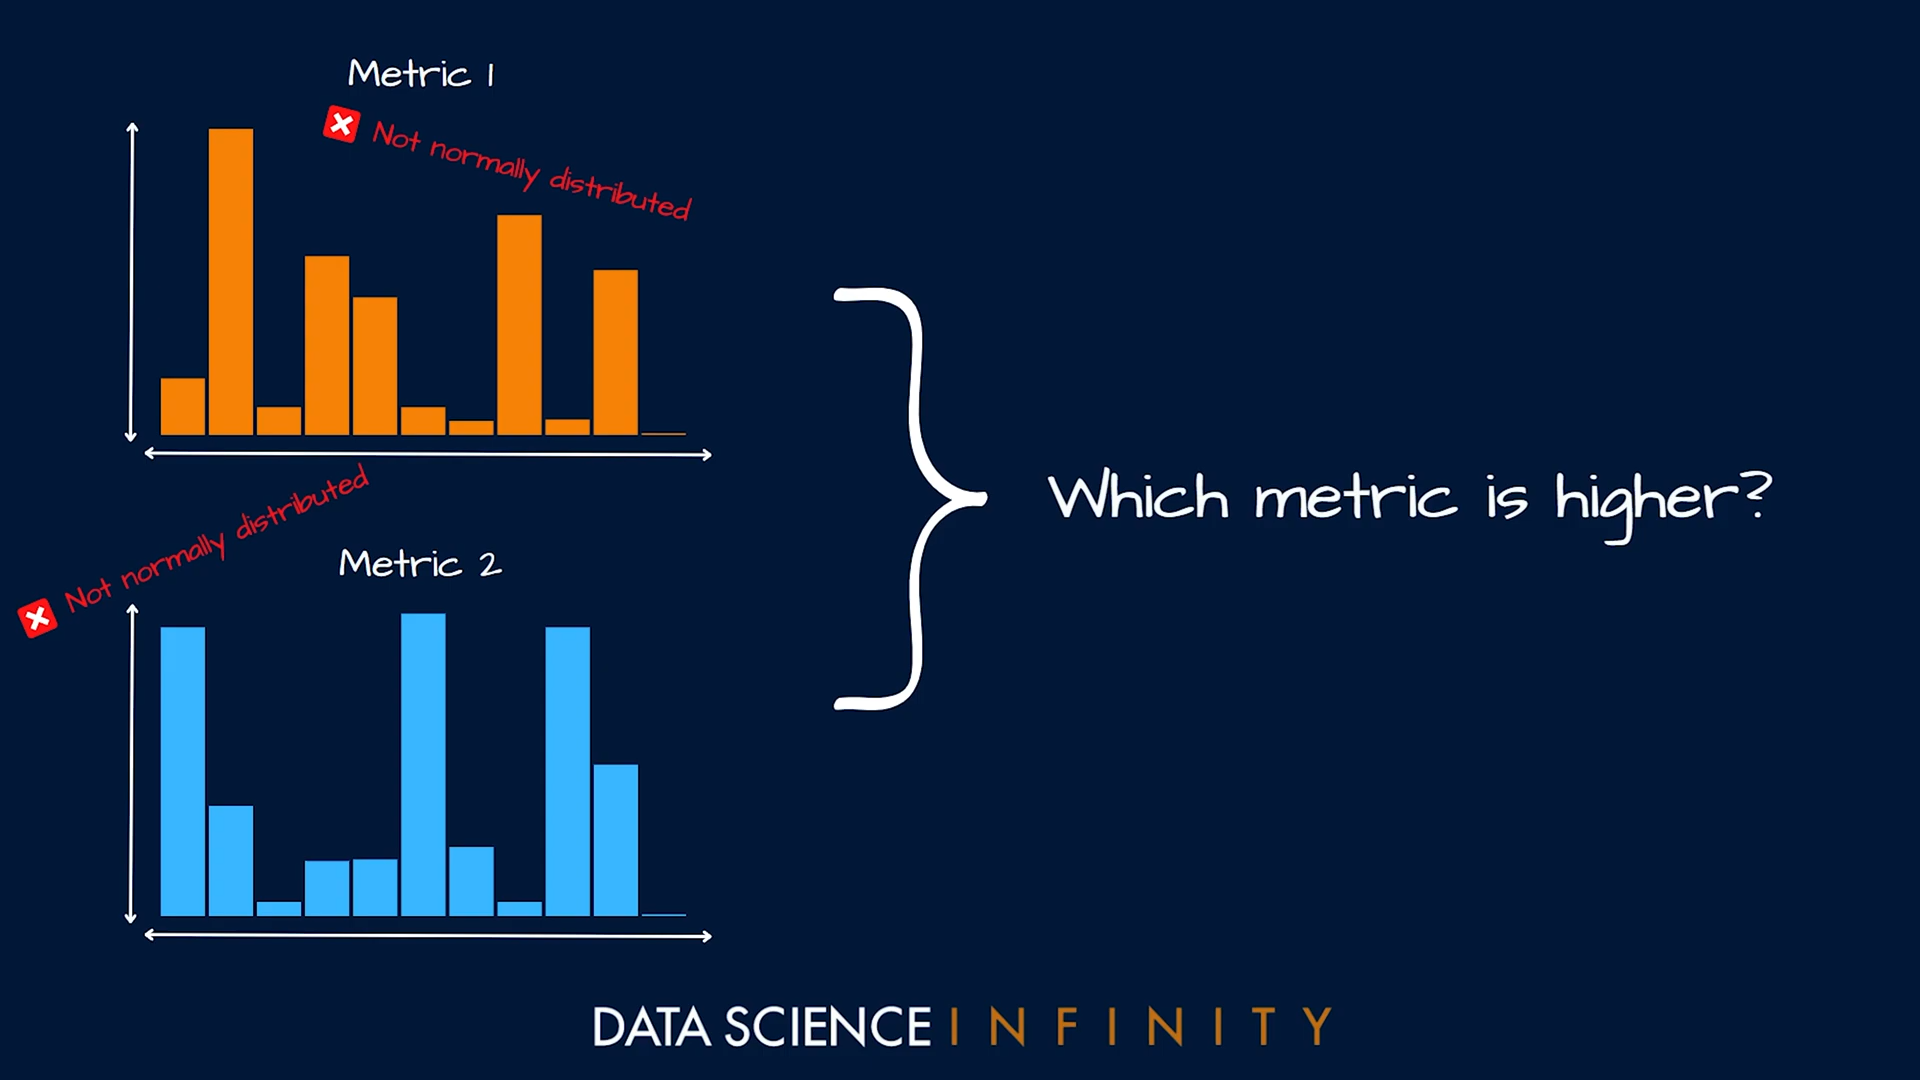 Metric 1
Not normally distributed
Not normally distributed
Metric 2
Which metric is higher?
DATA SCIENCE INFINITY